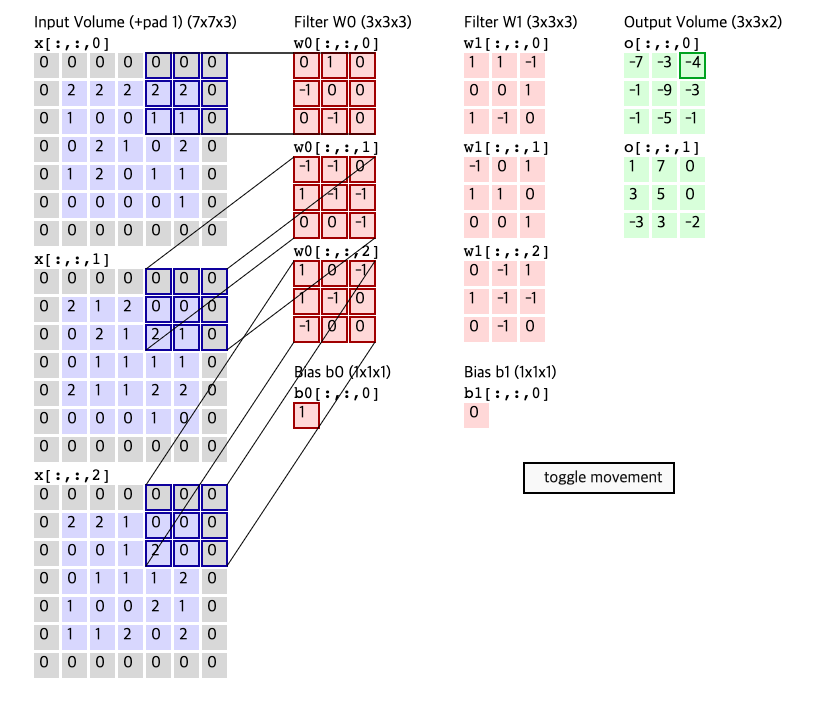 Input Volume (+pad 1) (7x7x3)
x[:,:,0]
0 0 0 0 0 0 0
0 2 2 2 2 2 0
0 1 0 0 1 1 0
0 0 2 1 0 2 0
0 1 2 0 1 1 0
0 0 0 0 0 1 0
0 0 0 0 0 0 0
x[:,:,1]
0 0 0 0 0 0 0
0 2 1 2 0 0 0
0 0 2 1 2 1 0
0 0 1 1 1 1 0
0 2 1 1 2 2 0
0 0 0 0 1 0 0
0 0 0 0 0 0 0
x[:,:,2]
0 0 0 0 0 0 0
0 2 2 1 0 0 0
0 0 0 1 2 0 0
0 0 1 1 1 2 0
0 1 0 0 2 1 0
0 1 1 2 0 2 0
0 0 0 0 0 0 0
Filter W0 (3x3x3)
w0[:,:,0]
0 1 0
-1 0 0
0 -1 0
w0[:,:,1]
-1 -1 0
1 -1 -1
0 0 -1
w0[:,:,2]
1 0 -1
1 -1 0
-1 0 0
Bias b0 (1x1x1)
b0[:,:,0]
1
Filter W1 (3x3x3)
w1[:,:,0]
1 1 -1
0 0 1
1 -1 0
w1[:,:,1]
-1 0 1
1 1 0
0 0 1
w1[:,:,2]
0 -1 1
1 -1 -1
0 -1 0
Bias b1 (1x1x1)
b1[:,:,0]
0
Output Volume (3x3x2)
o[:,:,0]
-7 -3 -4
-1 -9 -3
-1 -5 -1
o[:,:,1]
1 7 0
3 5 0
-3 3 -2
toggle movement